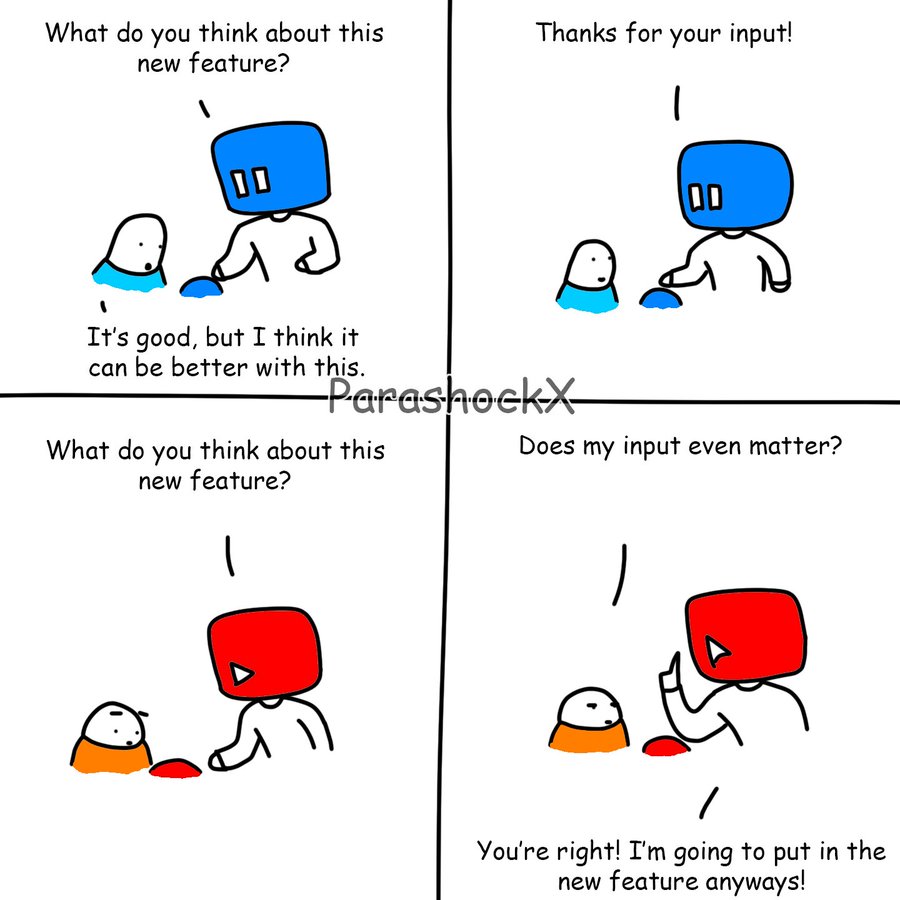 What do you think about this
new feature?
It's good, but I think it
can be better with this.
Thanks for your input!
ParashockX
What do you think about this
new feature?
Does my input even matter?
You're right! I'm going to put in the
new feature anyways!